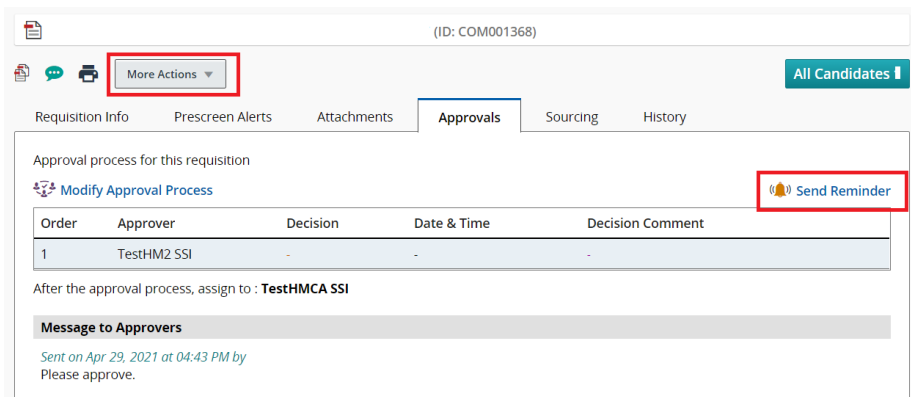 (ID: COM001368)
More Actions
All Candidates
Requisition Info Prescreen Alerts Attachments Approvals Sourcing History
Approval process for this requisition
Modify Approval Process Send Reminder
Order Approver Decision Date & Time Decision Comment
1 TestHM2 SSI - - -
After the approval process, assign to : TestHMCA SSI
Message to Approvers
Sent on Apr 29, 2021 at 04:43 PM by
Please approve.